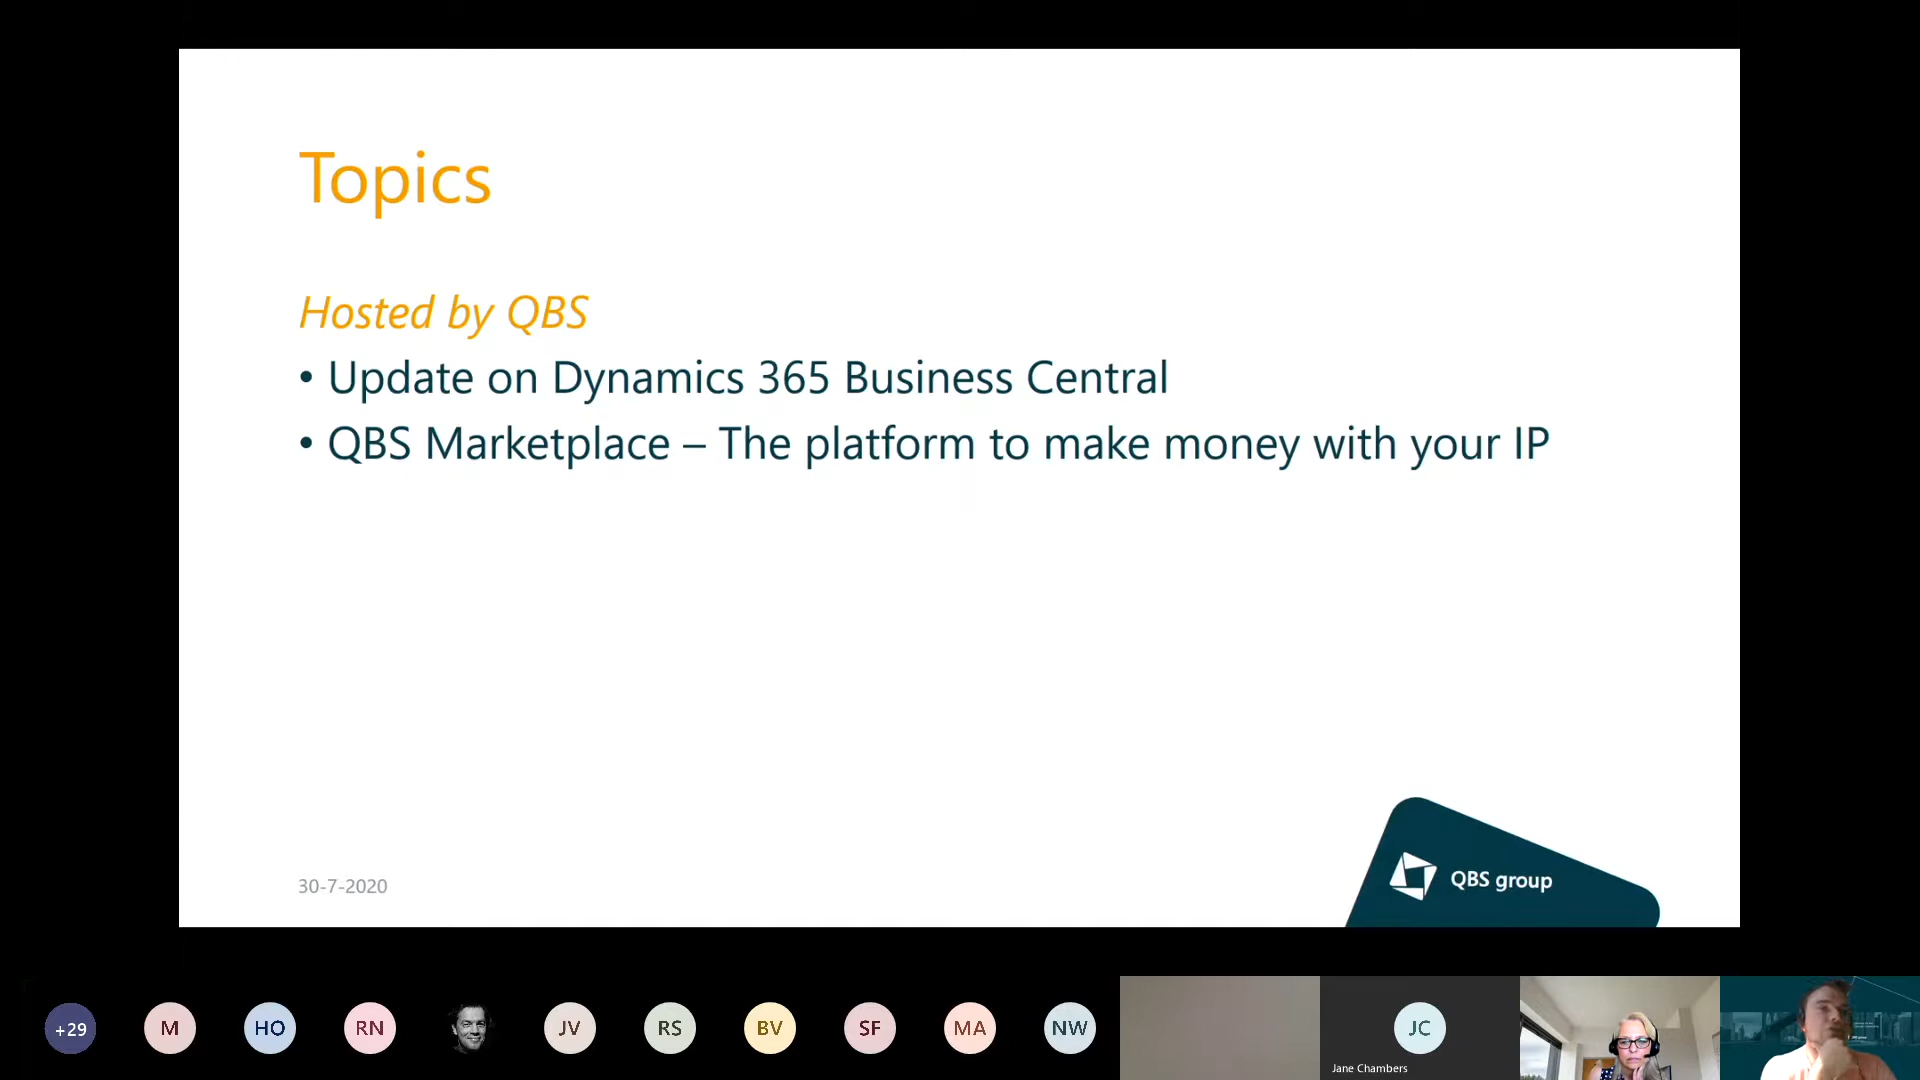 Topics
Hosted by QBS
• Update on Dynamics 365 Business Central
• QBS Marketplace – The platform to make money with your IP
30-7-2020
QBS group
+29
M
HO
RN
JV
RS
BV
SF
MA
NW
JC
Jane Chambers